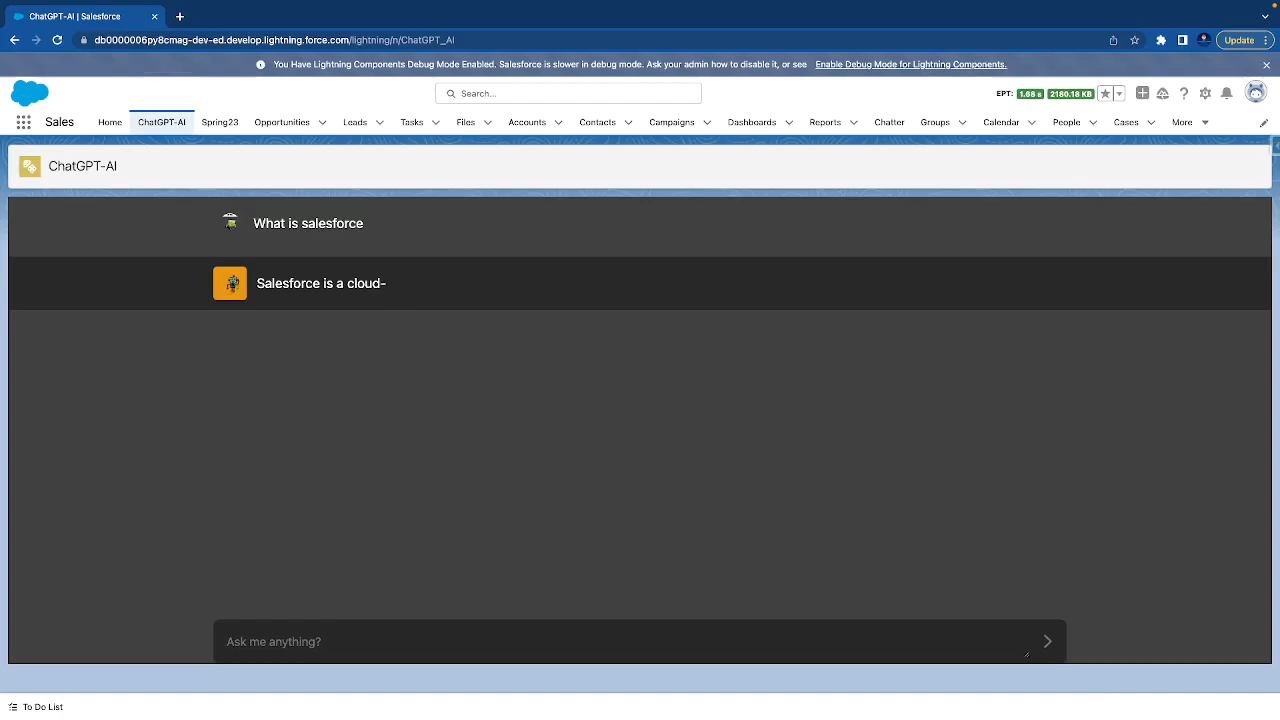 ChatGPT-AI | Salesforce
db0000006py8cmag-dev-ed.develop.lightning.force.com/lightning/n/ChatGPT_AI
Update
You Have Lightning Components Debug Mode Enabled. Salesforce is slower in debug mode. Ask your admin how to disable it, or see Enable Debug Mode for Lightning Components.
Search...
EPT: 1.68 s 2180.18 KB
Sales Home ChatGPT-AI Spring23 Opportunities Leads Tasks Files Accounts Contacts Campaigns Dashboards Reports Chatter Groups Calendar People Cases More
ChatGPT-AI
What is salesforce
Salesforce is a cloud-
Ask me anything?
To Do List